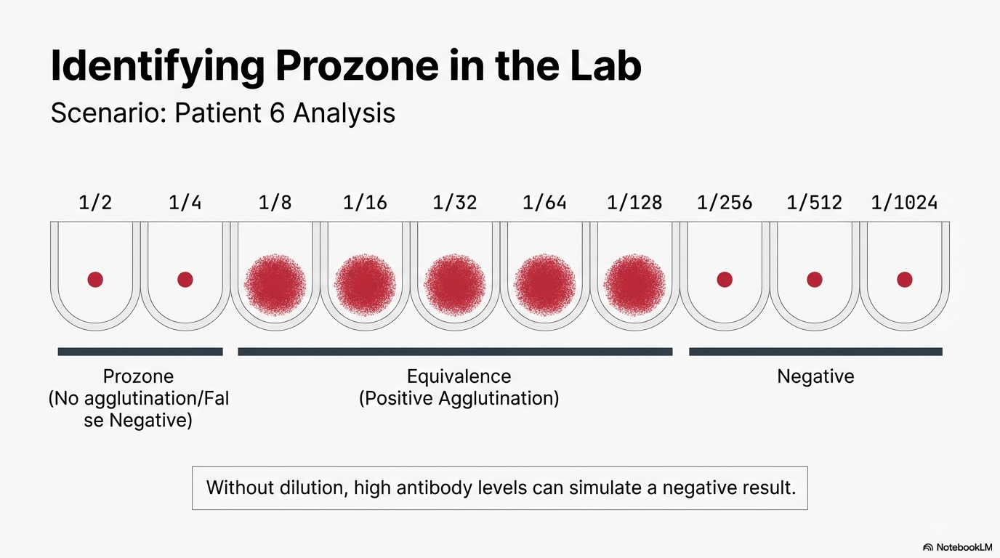 Identifying Prozone in the Lab
Scenario: Patient 6 Analysis
1/2 1/4 1/8 1/16 1/32 1/64 1/128 1/256 1/512 1/1024
Prozone
(No agglutination/Fal
se Negative)
Equivalence
(Positive Agglutination)
Negative
Without dilution, high antibody levels can simulate a negative result.
NotebookLM